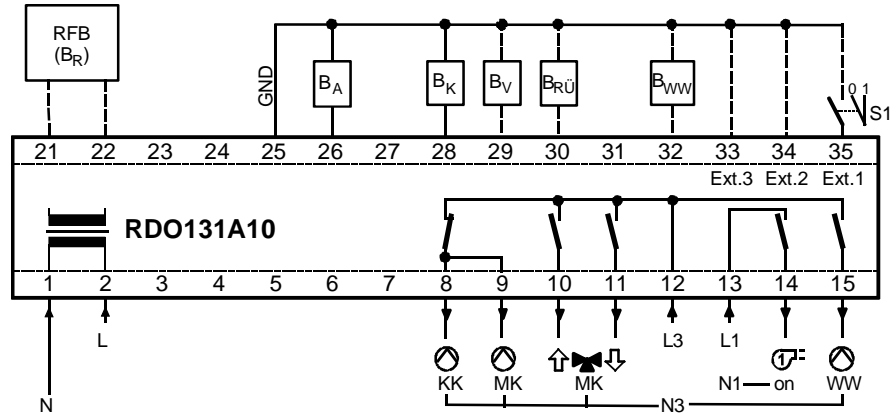 RFB
(BR)
GND
BA
BK
BV
BRÜ
BWW
0 1
S1
21 22 23 24 25 26 27 28 29 30 31 32 33 34 35
Ext.3 Ext.2 Ext.1
RDO131A10
1 2 3 4 5 6 7 8 9 10 11 12 13 14 15
L
L3
L1
1
KK
MK
MK
N1
on
WW
N
N3